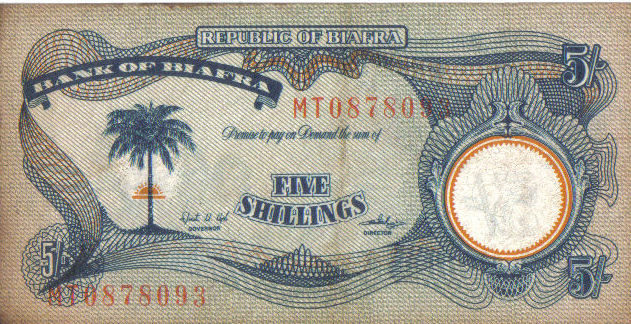 REPUBLIC OF BIAFRA
5/-
BANK OF BIAFRA
MT0878093
Promise to pay on Demand the sum of
FIVE
SHILLINGS
GOVERNOR
DIRECTOR
5/-
5/-
MT0878093